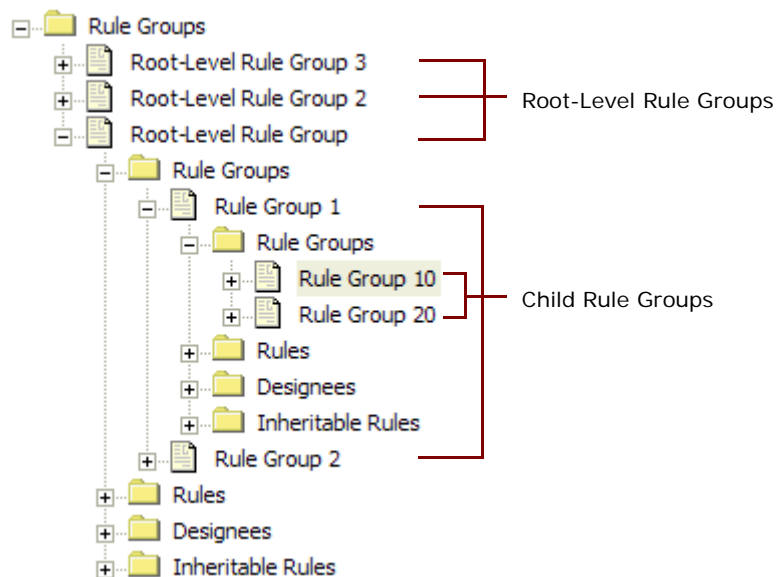 Rule Groups
Root-Level Rule Group 3
Root-Level Rule Group 2
Root-Level Rule Groups
Root-Level Rule Group
Rule Groups
Rule Group 1
Rule Groups
Rule Group 10
Child Rule Groups
Rule Group 20
Rules
Designees
Inheritable Rules
Rule Group 2
Rules
Designees
Inheritable Rules